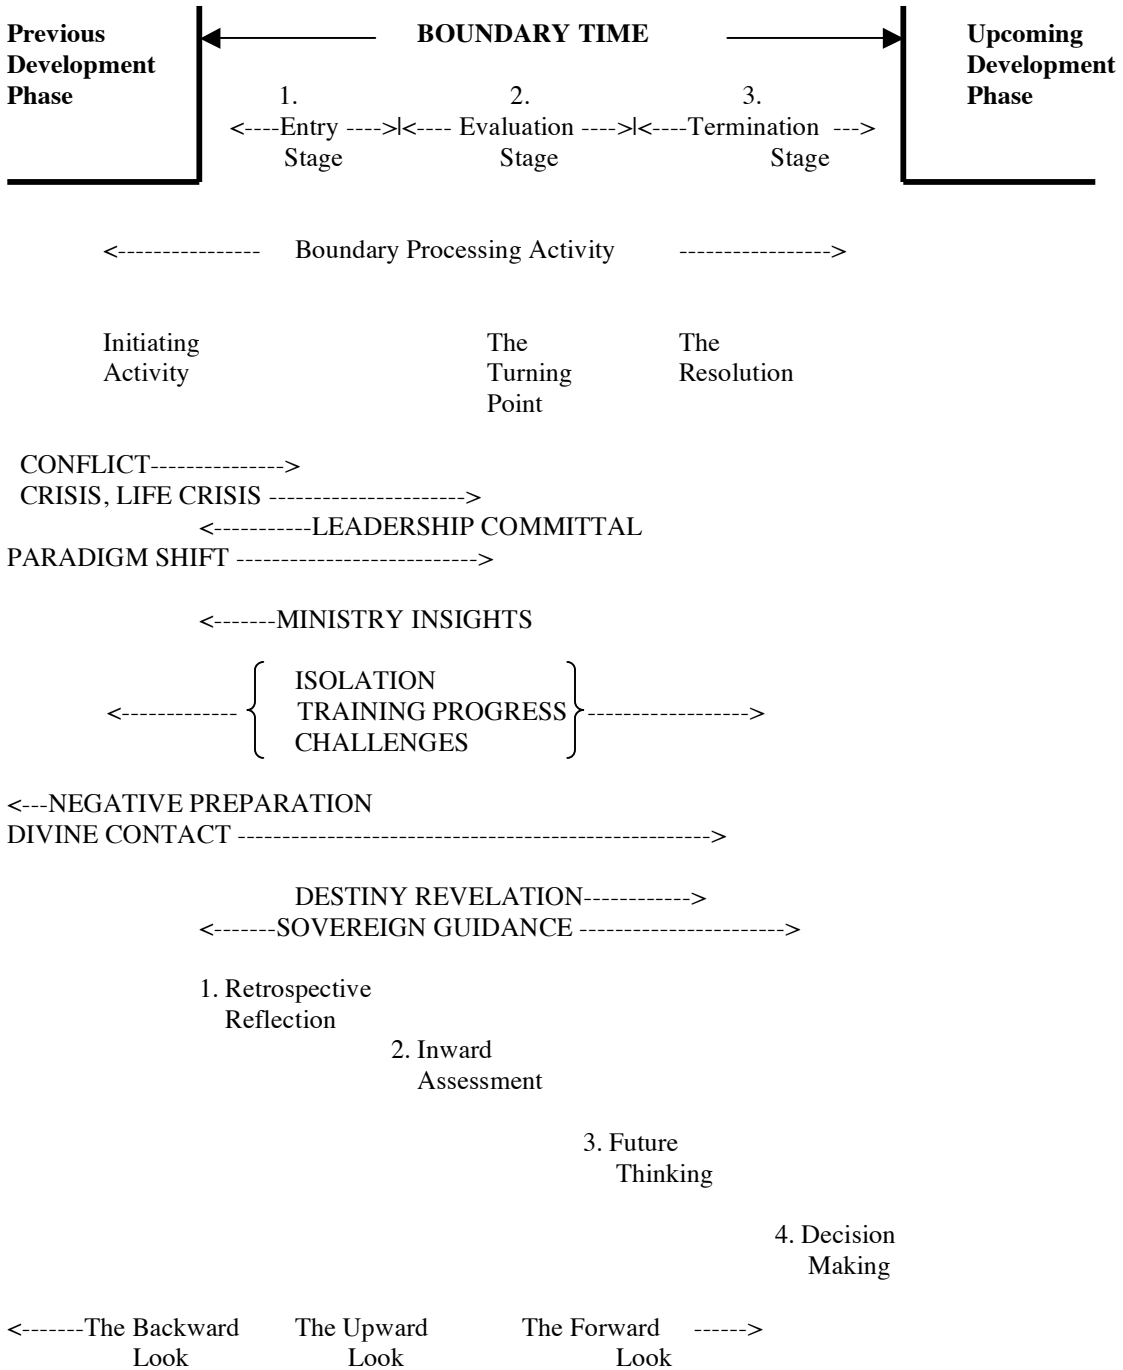 Previous <-------- BOUNDARY TIME --------> Upcoming
Development Development
Phase 1. 2. 3. Phase
<----Entry ---->|<---- Evaluation ---->|<----Termination --->
Stage Stage Stage
<---------------- Boundary Processing Activity ----------------->
Initiating The The
Activity Turning Resolution
Point
CONFLICT--------------->
CRISIS, LIFE CRISIS ---------------------->
<-----------LEADERSHIP COMMITTAL
PARADIGM SHIFT --------------------------->
<-------MINISTRY INSIGHTS
ISOLATION
<------------- { TRAINING PROGRESS } ------------------>
CHALLENGES
<---NEGATIVE PREPARATION
DIVINE CONTACT ----------------------------------------------------->
DESTINY REVELATION------------>
<-------SOVEREIGN GUIDANCE ----------------------->
1. Retrospective
Reflection
2. Inward
Assessment
3. Future
Thinking
4. Decision
Making
<-------The Backward The Upward The Forward ------>
Look Look Look